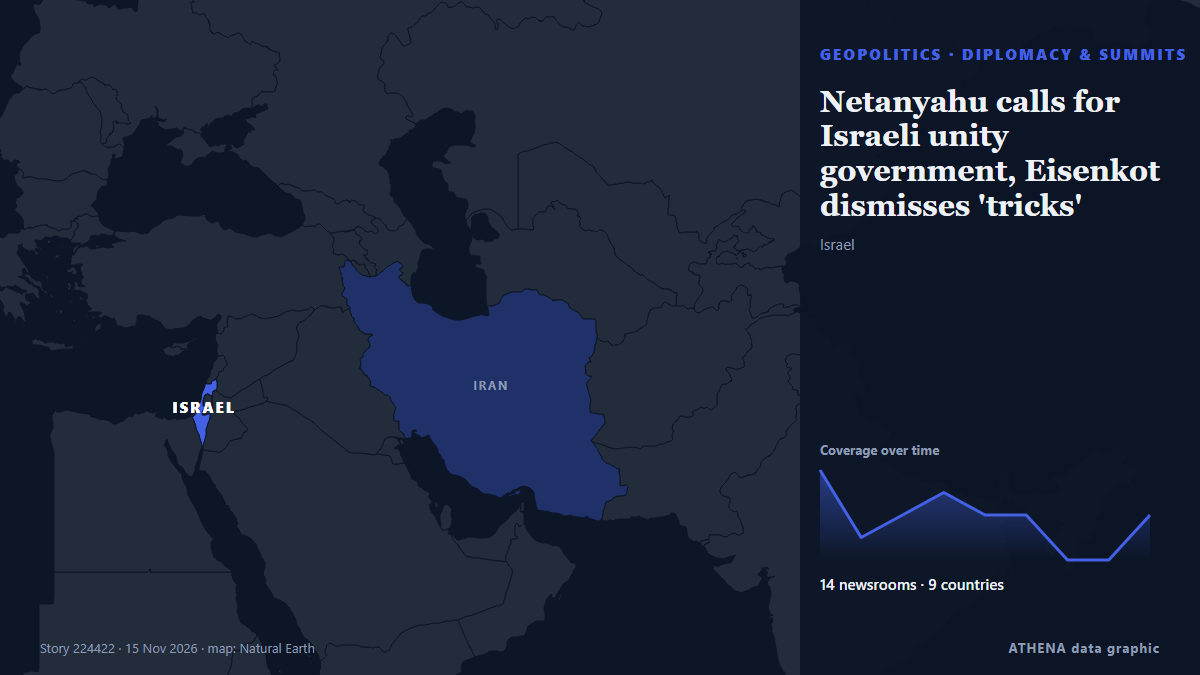 GEOPOLITICS · DIPLOMACY & SUMMITS
Netanyahu calls for
Israeli unity
government, Eisenkot
dismisses 'tricks'
Israel
IRAN
ISRAEL
Coverage over time
14 newsrooms · 9 countries
Story 224422 · 15 Nov 2026 · map: Natural Earth
ATHENA data graphic